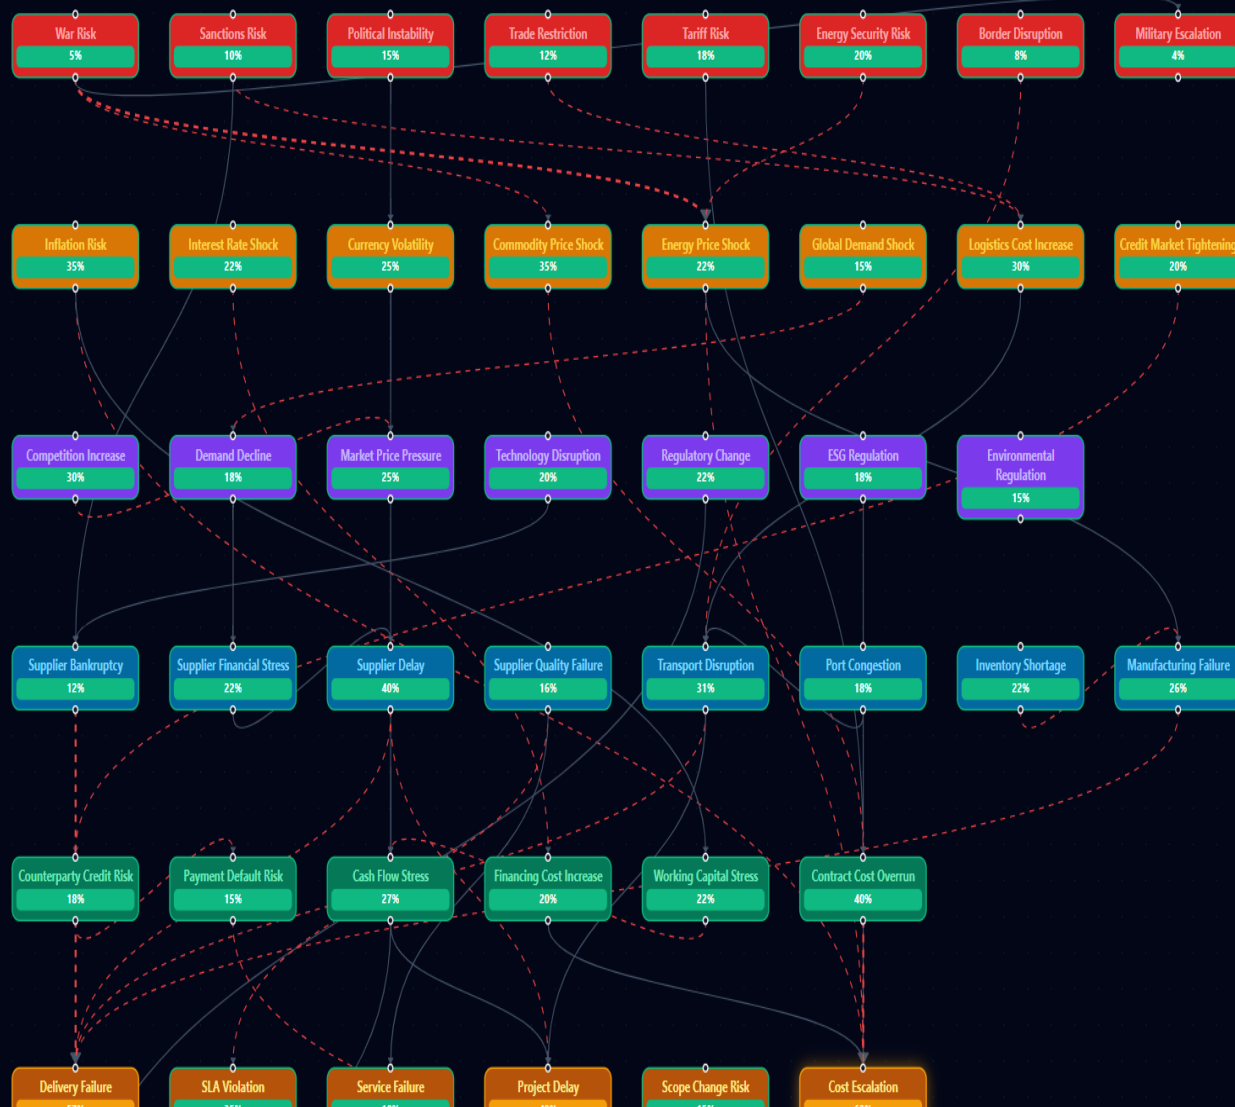 War Risk
5%
Sanctions Risk
10%
Political Instability
15%
Trade Restriction
12%
Tariff Risk
18%
Energy Security Risk
20%
Border Disruption
8%
Military Escalation
4%
Inflation Risk
35%
Interest Rate Shock
22%
Currency Volatility
25%
Commodity Price Shock
35%
Energy Price Shock
22%
Global Demand Shock
15%
Logistics Cost Increase
30%
Credit Market Tightening
20%
Competition Increase
30%
Demand Decline
18%
Market Price Pressure
25%
Technology Disruption
20%
Regulatory Change
22%
ESG Regulation
18%
Environmental
Regulation
15%
Supplier Bankruptcy
12%
Supplier Financial Stress
22%
Supplier Delay
40%
Supplier Quality Failure
16%
Transport Disruption
31%
Port Congestion
18%
Inventory Shortage
22%
Manufacturing Failure
26%
Counterparty Credit Risk
18%
Payment Default Risk
15%
Cash Flow Stress
27%
Financing Cost Increase
20%
Working Capital Stress
22%
Contract Cost Overrun
40%
Delivery Failure
SLA Violation
Service Failure
Project Delay
Scope Change Risk
Cost Escalation